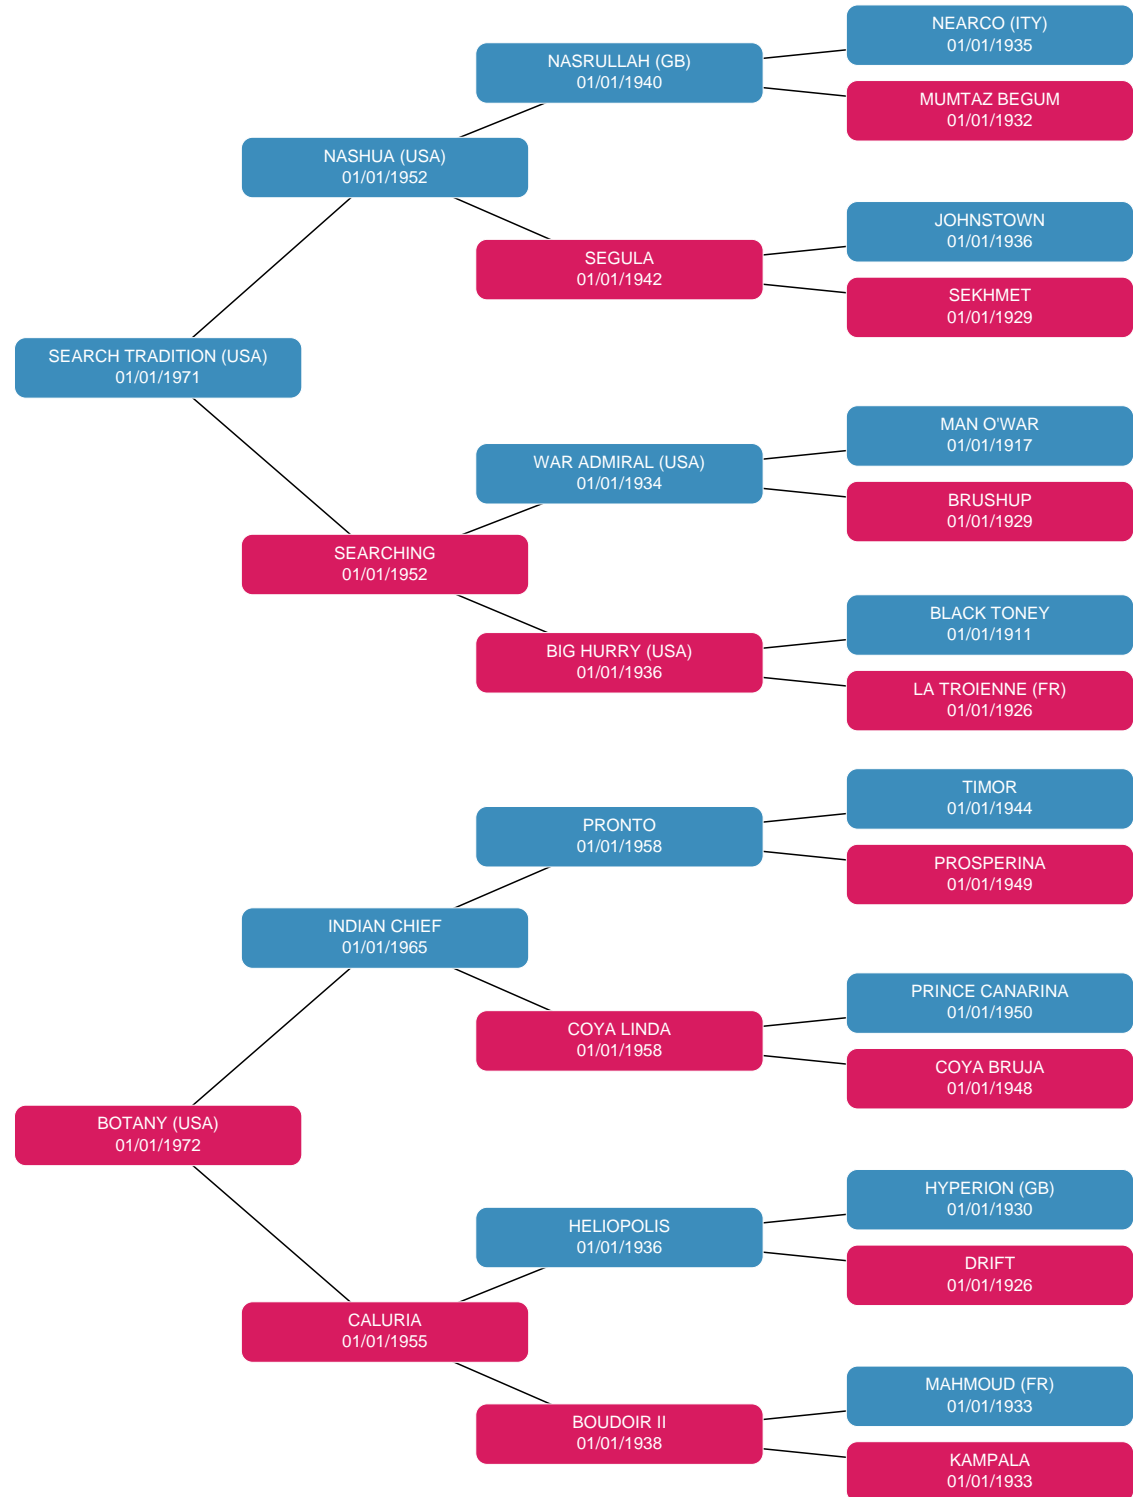 NEARCO (ITY)
01/01/1935
NASRULLAH (GB)
01/01/1940
MUMTAZ BEGUM
01/01/1932
NASHUA (USA)
01/01/1952
JOHNSTOWN
01/01/1936
SEGULA
01/01/1942
SEKHMET
01/01/1929
SEARCH TRADITION (USA)
01/01/1971
MAN O'WAR
01/01/1917
WAR ADMIRAL (USA)
01/01/1934
BRUSHUP
01/01/1929
SEARCHING
01/01/1952
BLACK TONEY
01/01/1911
BIG HURRY (USA)
01/01/1936
LA TROIENNE (FR)
01/01/1926
TIMOR
01/01/1944
PRONTO
01/01/1958
PROSPERINA
01/01/1949
INDIAN CHIEF
01/01/1965
PRINCE CANARINA
01/01/1950
COYA LINDA
01/01/1958
COYA BRUJA
01/01/1948
BOTANY (USA)
01/01/1972
HYPERION (GB)
01/01/1930
HELIOPOLIS
01/01/1936
DRIFT
01/01/1926
CALURIA
01/01/1955
MAHMOUD (FR)
01/01/1933
BOUDOIR II
01/01/1938
KAMPALA
01/01/1933